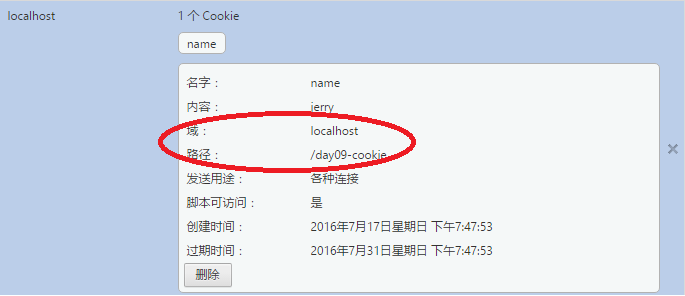 localhost
1 个 Cookie
name
名字： name
内容： jerry
域： localhost
路径： /day09-cookie
发送用途： 各种连接
脚本可访问： 是
创建时间： 2016年7月17日星期日 下午7:47:53
过期时间： 2016年7月31日星期日 下午7:47:53
删除